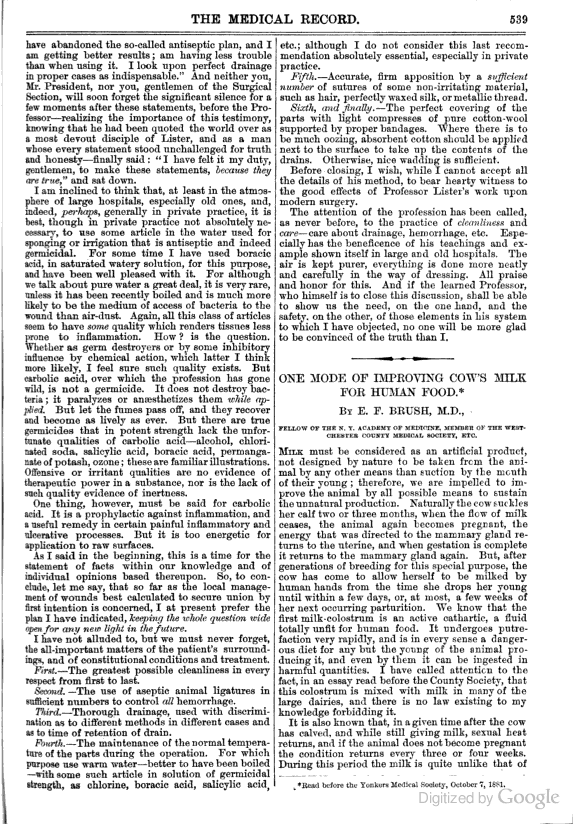 THE MEDICAL RECORD.
539
have abandoned the so-called antiseptic plan, and I
am getting better results; am having less trouble
than when using it. I look upon perfect drainage
in proper cases as indispensable." And neither you,
Mr. President, nor you, gentlemen of the Surgical
Section, will soon forget the significant silence for a
few moments after these statements, before the Pro-
fessor—realizing the importance of this testimony,
knowing that he had been quoted the world over as
a most devout disciple of Lister, and as a man
whose every statement stood unchallenged for truth
and honesty—finally said: "I have felt it my duty,
gentlemen, to make these statements, because they
are true," and sat down.
I am inclined to think that, at least in the atmos-
phere of large hospitals, especially old ones, and,
indeed, perhaps, generally in private practice, it is
best, though in private practice not absolutely ne-
cessary, to use some article in the water used for
sponging or irrigation that is antiseptic and indeed
germicidal. For some time I have used boracic
acid, in saturated watery solution, for this purpose,
and have been well pleased with it. For although
we talk about pure water a great deal, it is very rare,
unless it has been recently boiled and is much more
likely to be the medium of access of bacteria to the
wound than air-dust. Again, all this class of articles
seem to have some quality which renders tissues less
prone to inflammation. How? is the question.
Whether as germ destroyers or by some inhibitory
influence by chemical action, which latter I think
more likely, I feel sure such quality exists. But
carbolic acid, over which the profession has gone
wild, is not a germicide. It does not destroy bac-
teria; it paralyzes or anæsthetizes them while ap-
plied. But let the fumes pass off, and they recover
and become as lively as ever. But there are true
germicides that in potent strength lack the unfor-
tunate qualities of carbolic acid—alcohol, chlori-
nated soda, salicylic acid, boracic acid, permanga-
nate of potash, ozone; these are familiar illustrations.
Offensive or irritant qualities are no evidence of
therapeutic power in a substance, nor is the lack of
such quality evidence of inertness.
One thing, however, must be said for carbolic
acid. It is a prophylactic against inflammation, and
a useful remedy in certain painful inflammatory and
ulcerative processes. But it is too energetic for
application to raw surfaces.
As I said in the beginning, this is a time for the
statement of facts within our knowledge and of
individual opinions based thereupon. So, to con-
clude, let me say, that so far as the local manage-
ment of wounds best calculated to secure union by
first intention is concerned, I at present prefer the
plan I have indicated, keeping the whole question wide
open for any new light in the future.
I have not alluded to, but we must never forget,
the all-important matters of the patient's surround-
ings, and of constitutional conditions and treatment.
First.—The greatest possible cleanliness in every
respect from first to last.
Second.—The use of aseptic animal ligatures in
sufficient numbers to control all hemorrhage.
Third.—Thorough drainage, used with discrimi-
nation as to different methods in different cases and
as to time of retention of drain.
Fourth.—The maintenance of the normal tempera-
ture of the parts during the operation. For which
purpose use warm water—better to have been boiled
—with some such article in solution of germicidal
strength, as chlorine, boracic acid, salicylic acid,
etc.; although I do not consider this last recom-
mendation absolutely essential, especially in private
practice.
Fifth.—Accurate, firm apposition by a sufficient
number of sutures of some non-irritating material,
such as hair, perfectly waxed silk, or metallic thread.
Sixth, and finally.—The perfect covering of the
parts with light compresses of pure cotton-wool
supported by proper bandages. Where there is to
be much oozing, absorbent cotton should be applied
next to the surface to take up the contents of the
drains. Otherwise, nice wadding is sufficient.
Before closing, I wish, while I cannot accept all
the details of his method, to bear hearty witness to
the good effects of Professor Lister's work upon
modern surgery.
The attention of the profession has been called,
as never before, to the practice of cleanliness and
care—care about drainage, hemorrhage, etc. Espe-
cially has the beneficence of his teachings and ex-
ample shown itself in large and old hospitals. The
air is kept purer, everything is done more neatly
and carefully in the way of dressing. All praise
and honor for this. And if the learned Professor,
who himself is to close this discussion, shall be able
to show us the need, on the one hand, and the
safety, on the other, of those elements in his system
to which I have objected, no one will be more glad
to be convinced of the truth than I.
ONE MODE OF IMPROVING COW'S MILK
FOR HUMAN FOOD.*
By E. F. BRUSH, M.D.,
FELLOW OF THE N. Y. ACADEMY OF MEDICINE, MEMBER OF THE WEST-
CHESTER COUNTY MEDICAL SOCIETY, ETC.
MILK must be considered as an artificial product,
not designed by nature to be taken from the ani-
mal by any other means than suction by the mouth
of their young; therefore, we are impelled to im-
prove the animal by all possible means to sustain
the unnatural production. Naturally the cow suckles
her calf two or three months, when the flow of milk
ceases, the animal again becomes pregnant, the
energy that was directed to the mammary gland re-
turns to the uterine, and when gestation is complete
it returns to the mammary gland again. But, after
generations of breeding for this special purpose, the
cow has come to allow herself to be milked by
human hands from the time she drops her young
until within a few days, or, at most, a few weeks of
her next occurring parturition. We know that the
first milk-colostrum is an active cathartic, a fluid
totally unfit for human food. It undergoes putre-
faction very rapidly, and is in every sense a danger-
ous diet for any but the young of the animal pro-
ducing it, and even by them it can be ingested in
harmful quantities. I have called attention to the
fact, in an essay read before the County Society, that
this colostrum is mixed with milk in many of the
large dairies, and there is no law existing to my
knowledge forbidding it.
It is also known that, in a given time after the cow
has calved, and while still giving milk, sexual heat
returns, and if the animal does not become pregnant
the condition returns every three or four weeks.
During this period the milk is quite unlike that of
*Read before the Yonkers Medical Society, October 7, 1881.
Digitized by Google